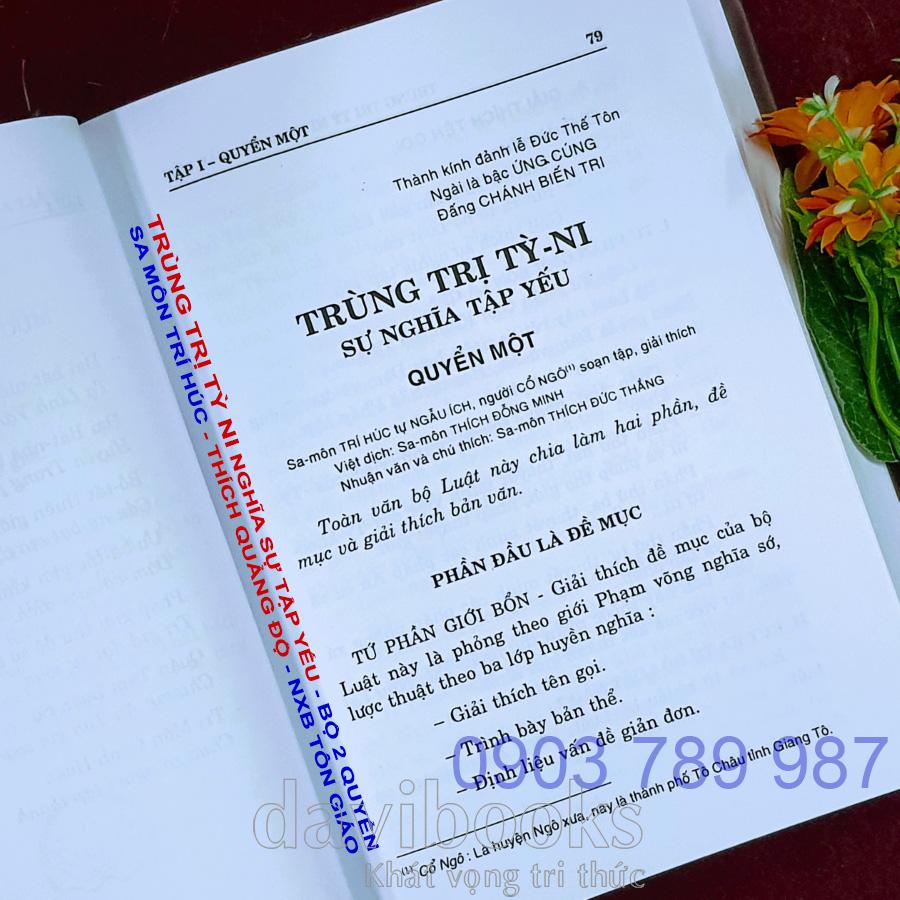 79
TẬP I – QUYỂN MỘT
Thành kính đảnh lễ Đức Thế Tôn
Ngài là bậc ỨNG CÚNG
Đấng CHÁNH BIẾN TRI
TRÙNG TRỊ TỲ-NI
SỰ NGHĨA TẬP YẾU
QUYỂN MỘT
Sa-môn TRÍ HÚC tự NGẪU ÍCH, người CỔ NGÔ(1) soạn tập, giải thích
Việt dịch: Sa-môn THÍCH ĐỒNG MINH
Nhuận văn và chú thích: Sa-môn THÍCH ĐỨC THẮNG
Toàn văn bộ Luật này chia làm hai phần, đề
mục và giải thích bản văn.
PHẦN ĐẦU LÀ ĐỀ MỤC
TỨ PHẦN GIỚI BỔN - Giải thích đề mục của bộ
Luật này là phỏng theo giới Phạm võng nghĩa sớ,
lược thuật theo ba lớp huyền nghĩa :
– Giải thích tên gọi.
– Trình bày bản thể.
– Định liệu vấn đề giản đơn.
(1) Cổ Ngô : Là huyện Ngô xưa, nay là thành phố Tô Châu tỉnh Giang Tô.
TRÙNG TRỊ TỲ NI NGHĨA SỰ TẬP YẾU - BỘ 2 QUYỂN
SA MÔN TRÍ HÚC - THÍCH QUẢNG ĐỘ - NXB TÔN GIÁO
0903 789 987
davibooks
Khát vọng tri thức